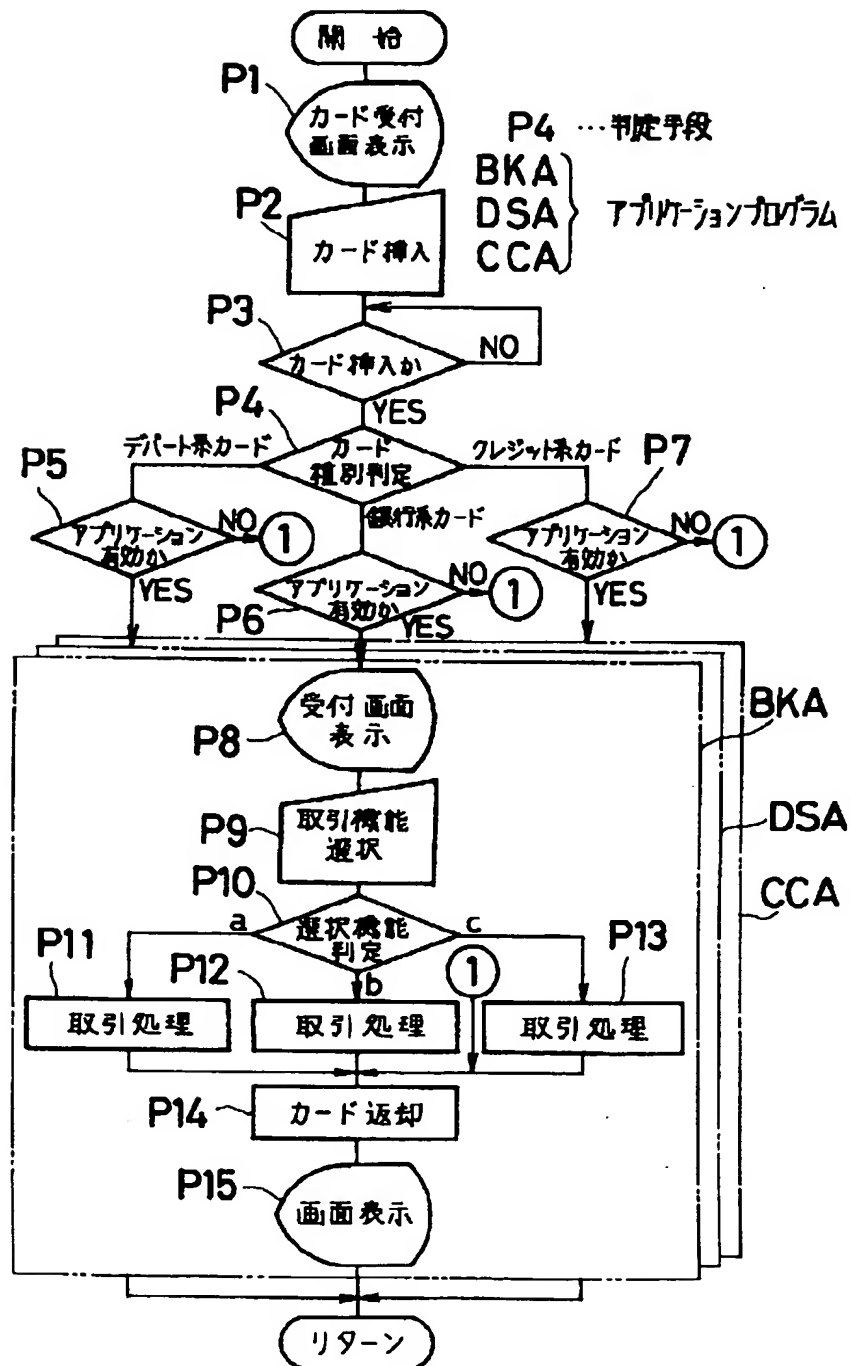 開始
P1
カード受付
画面表示
P4 …判定手段
BKA
DSA
CCA
アプリケーションプログラム
P2
カード挿入
P3
カード挿入か
NO
YES
P4
カード
種別判定
デパート系カード
クレジット系カード
銀行系カード
P5
アプリケーション
有効か
NO
1
YES
P6
アプリケーション
有効か
NO
1
YES
P7
アプリケーション
有効か
NO
1
YES
BKA
DSA
CCA
P8
受付画面
表示
P9
取引機能
選択
P10
選択機能
判定
a
b
c
1
P11
取引処理
P12
取引処理
P13
取引処理
P14
カード返却
P15
画面表示
リターン